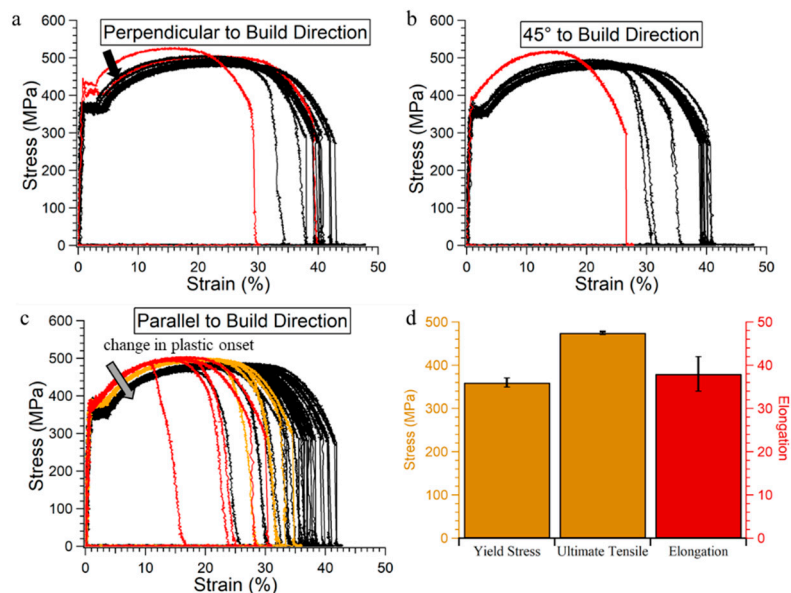 a
Perpendicular to Build Direction
Stress (MPa)
600
500
400
300
200
100
0
0 10 20 30 40 50
Strain (%)
b
45° to Build Direction
Stress (MPa)
600
500
400
300
200
100
0
0 10 20 30 40 50
Strain (%)
c
Parallel to Build Direction
change in plastic onset
Stress (MPa)
600
500
400
300
200
100
0
0 10 20 30 40 50
Strain (%)
d
Stress (MPa)
500
400
300
200
100
0
Yield Stress Ultimate Tensile Elongation
50
40
30
20
10
0
Elongation